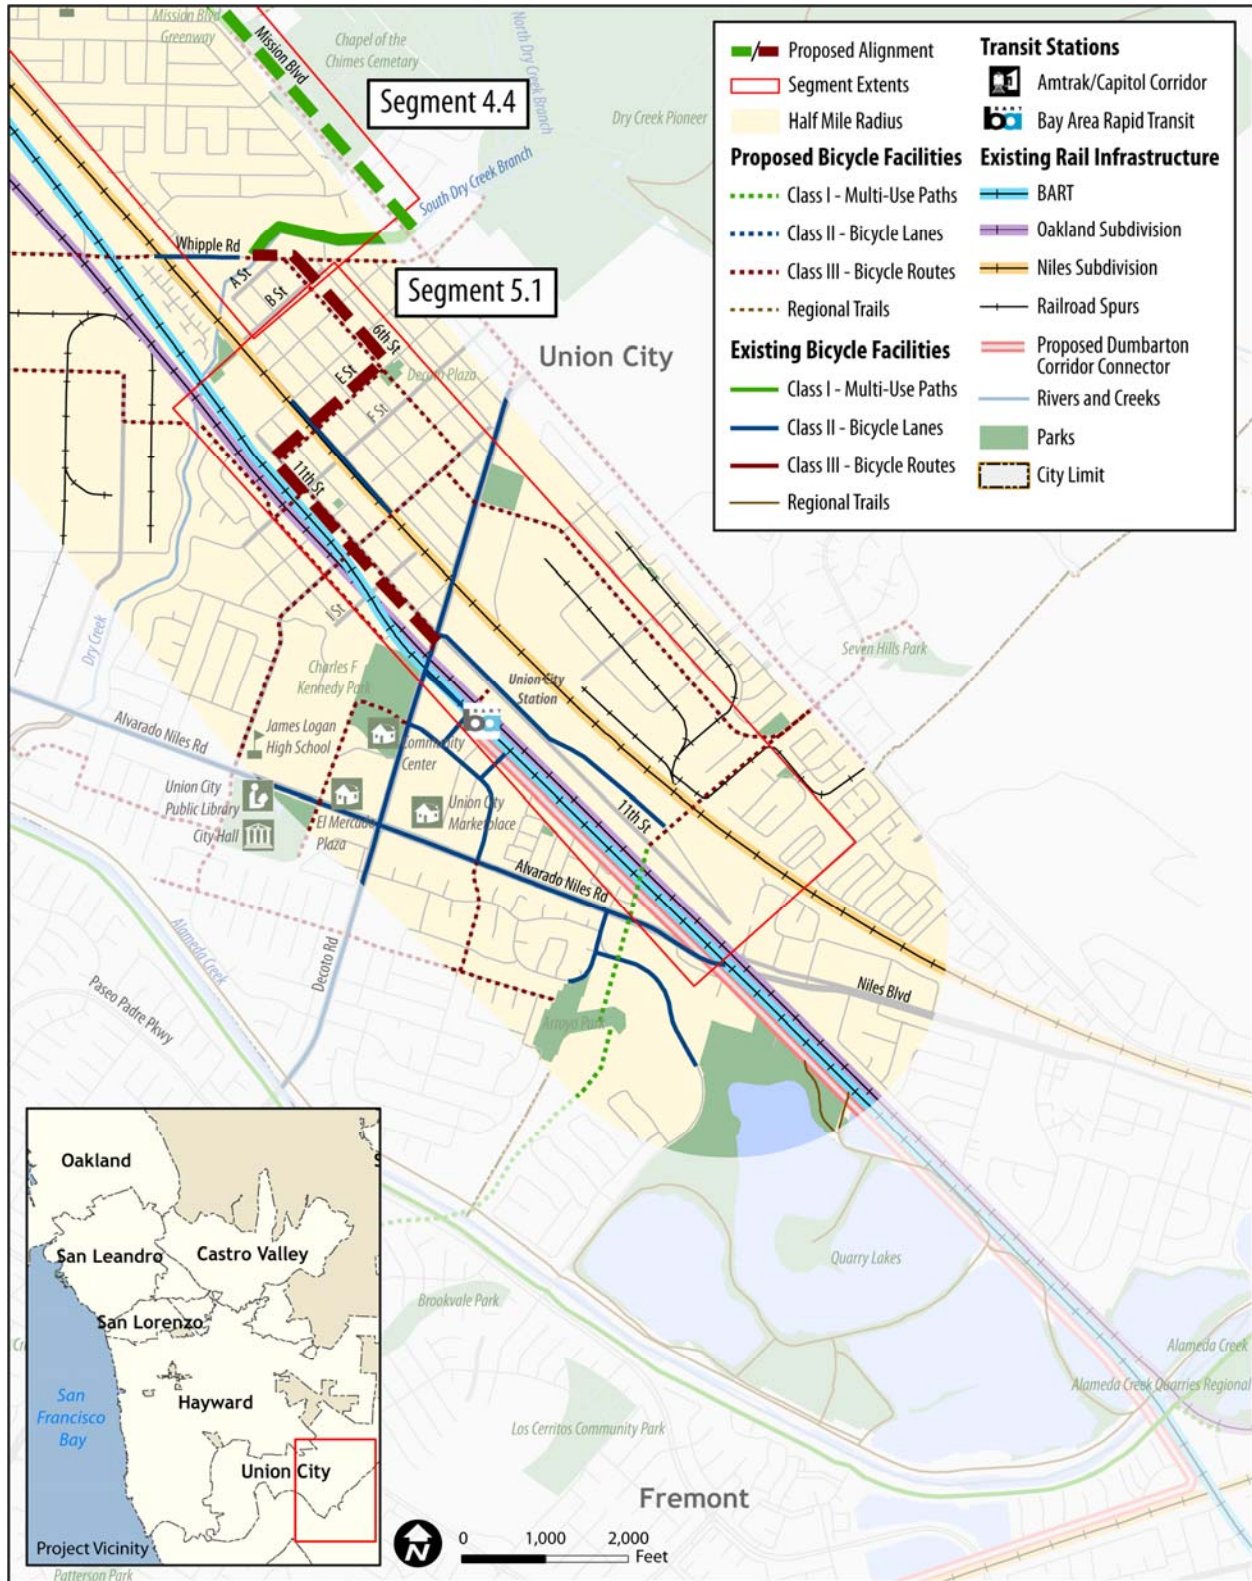 Mission Blvd
Greenway
Mission Blvd
Chapel of the
Chimes Cemetary
North Dry Creek Branch
Dry Creek Pioneer
Segment 4.4
South Dry Creek Branch
Whipple Rd
A St
B St
Segment 5.1
6th St
Union City
E St
Decoto Plaza
F St
11th St
I St
Dry Creek
Charles F
Kennedy Park
Union City
Station
BART
ba
Seven Hills Park
Alvarado Niles Rd
James Logan
High School
Community
Center
Union City
Public Library
City Hall
El Mercado
Plaza
Union City
Marketplace
11th St
Alvarado Niles Rd
Alameda Creek
Decoto Rd
Paseo Padre Pkwy
Niles Blvd
Arroyo Park
Quarry Lakes
Brookvale Park
Alameda Creek
Alameda Creek Quarries Regional
Los Cerritos Community Park
Fremont
Patterson Park
Proposed Alignment
Segment Extents
Half Mile Radius
Proposed Bicycle Facilities
Class I - Multi-Use Paths
Class II - Bicycle Lanes
Class III - Bicycle Routes
Regional Trails
Existing Bicycle Facilities
Class I - Multi-Use Paths
Class II - Bicycle Lanes
Class III - Bicycle Routes
Regional Trails
Transit Stations
Amtrak/Capitol Corridor
BART
ba
Bay Area Rapid Transit
Existing Rail Infrastructure
BART
Oakland Subdivision
Niles Subdivision
Railroad Spurs
Proposed Dumbarton
Corridor Connector
Rivers and Creeks
Parks
City Limit
Oakland
San Leandro
Castro Valley
San Lorenzo
Hayward
San
Francisco
Bay
Union City
Project Vicinity
N
0 1,000 2,000
Feet